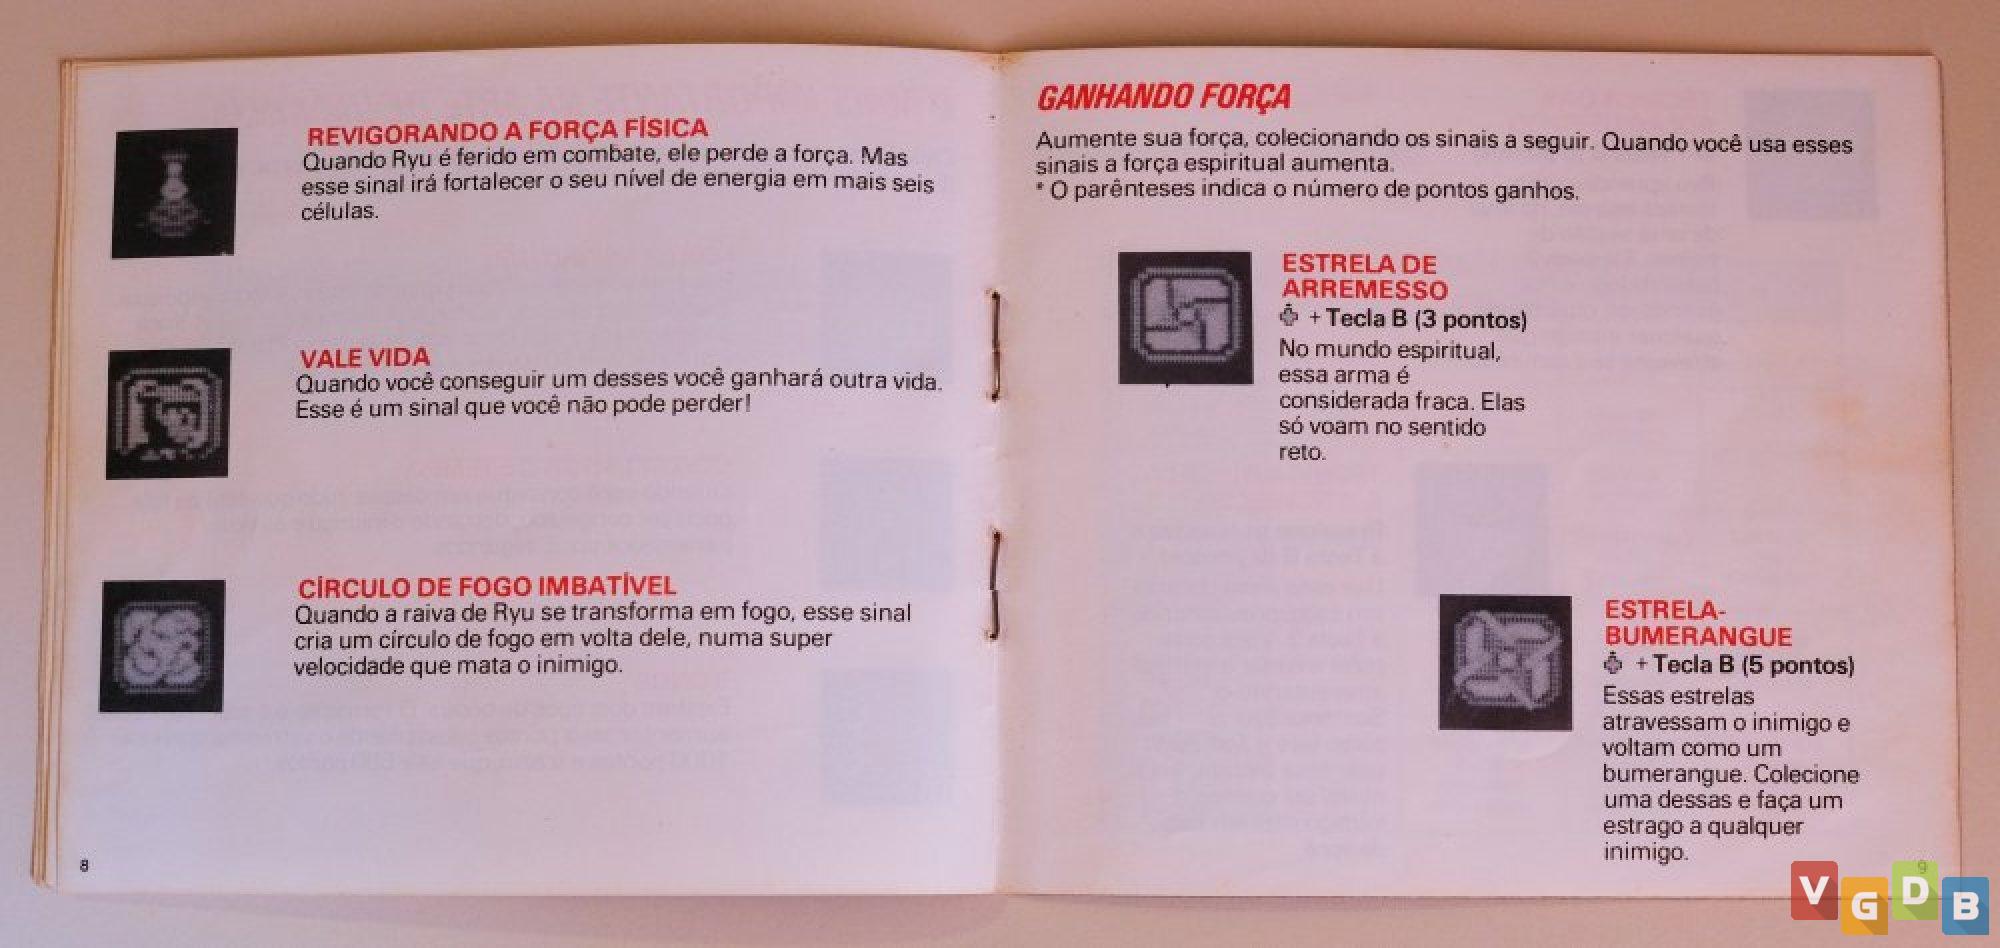 REVIGORANDO A FORÇA FÍSICA
Quando Ryu é ferido em combate, ele perde a força. Mas
esse sinal irá fortalecer o seu nível de energia em mais seis
células.
VALE VIDA
Quando você conseguir um desses você ganhará outra vida.
Esse é um sinal que você não pode perder!
CÍRCULO DE FOGO IMBATÍVEL
Quando a raiva de Ryu se transforma em fogo, esse sinal
cria um círculo de fogo em volta dele, numa super
velocidade que mata o inimigo.
8
GANHANDO FORÇA
Aumente sua força, colecionando os sinais a seguir. Quando você usa esses
sinais a força espiritual aumenta.
* O parênteses indica o número de pontos ganhos.
ESTRELA DE
ARREMESSO
+ Tecla B (3 pontos)
No mundo espiritual,
essa arma é
considerada fraca. Elas
só voam no sentido
reto.
ESTRELA-
BUMERANGUE
+ Tecla B (5 pontos)
Essas estrelas
atravessam o inimigo e
voltam como um
bumerangue. Colecione
uma dessas e faça um
estrago a qualquer
inimigo.
9
VGDB